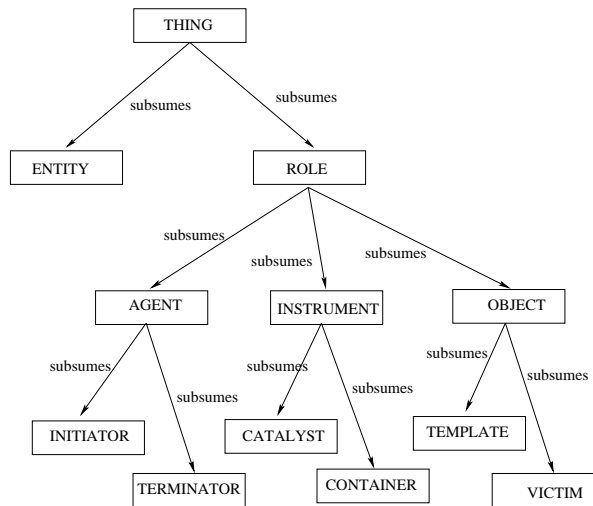 THING
subsumes
subsumes
ENTITY
ROLE
subsumes
subsumes
subsumes
AGENT
INSTRUMENT
OBJECT
subsumes
subsumes
subsumes
subsumes
subsumes
subsumes
INITIATOR
CATALYST
TEMPLATE
TERMINATOR
CONTAINER
VICTIM